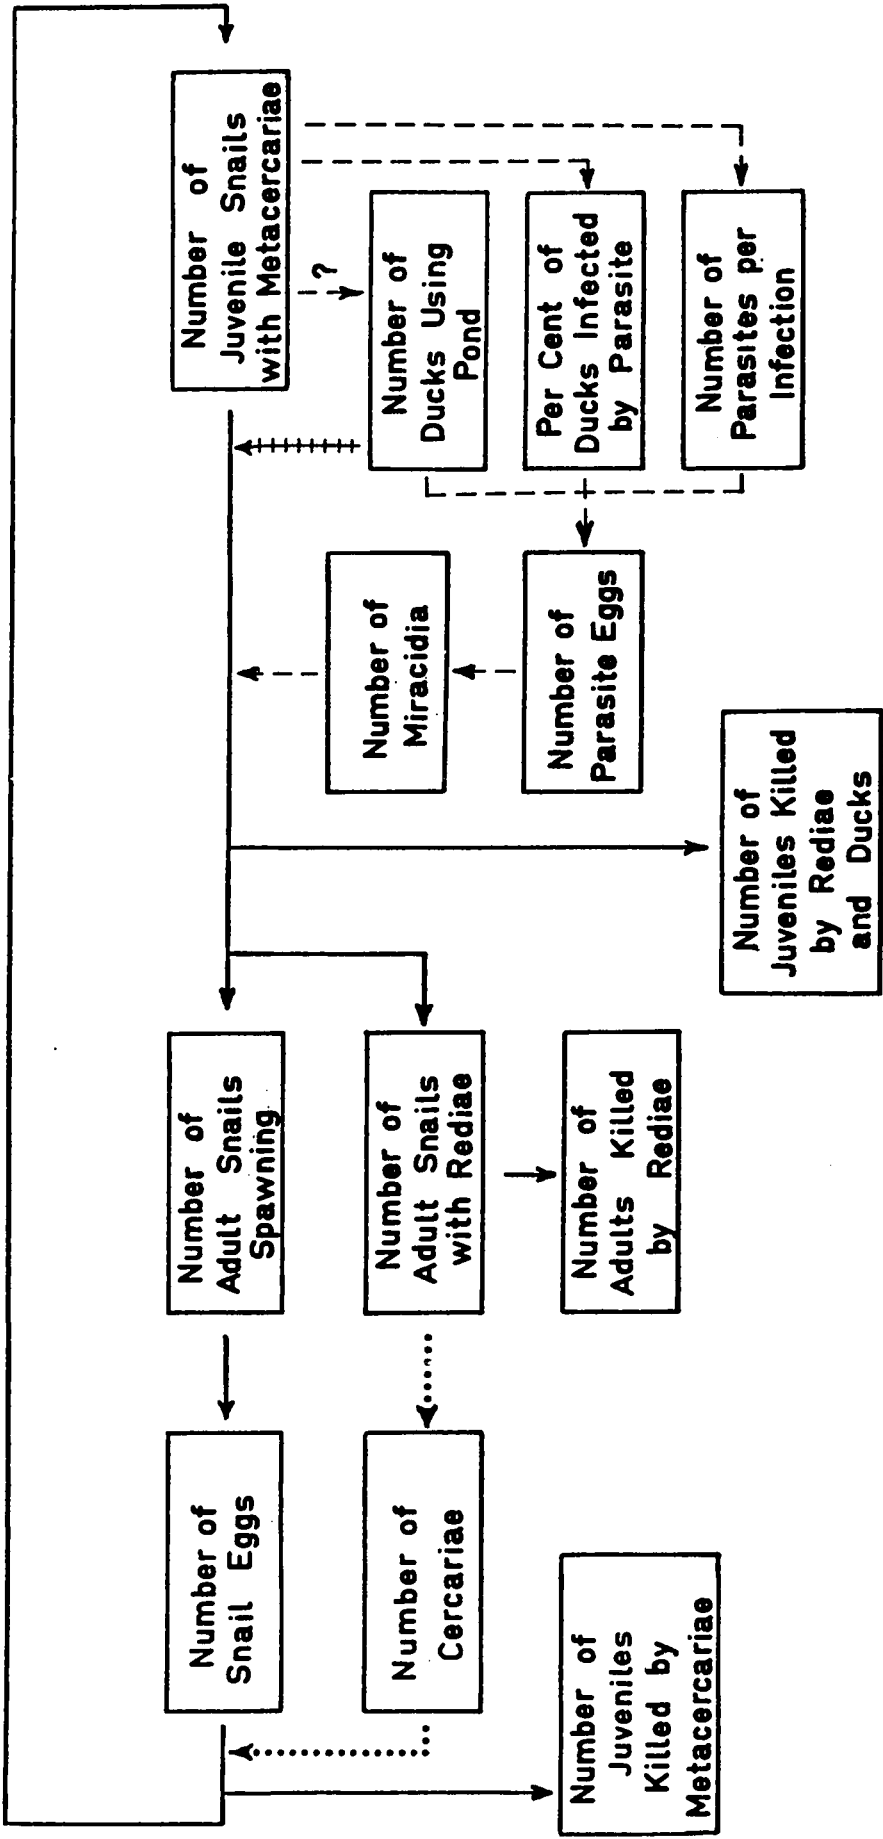 Number of
Juvenile Snails
with Metacercariae
?
Number of
Ducks Using
Pond
Per Cent of
Ducks Infected
by Parasite
Number of
Parasites per
Infection
Number of
Miracidia
Number of
Parasite Eggs
Number of
Juveniles Killed
by Rediae
and Ducks
Number of
Adult Snails
Spawning
Number of
Adult Snails
with Rediae
Number of
Adults Killed
by Rediae
Number of
Snail Eggs
Number of
Cercariae
Number of
Juveniles
Killed by
Metacercariae